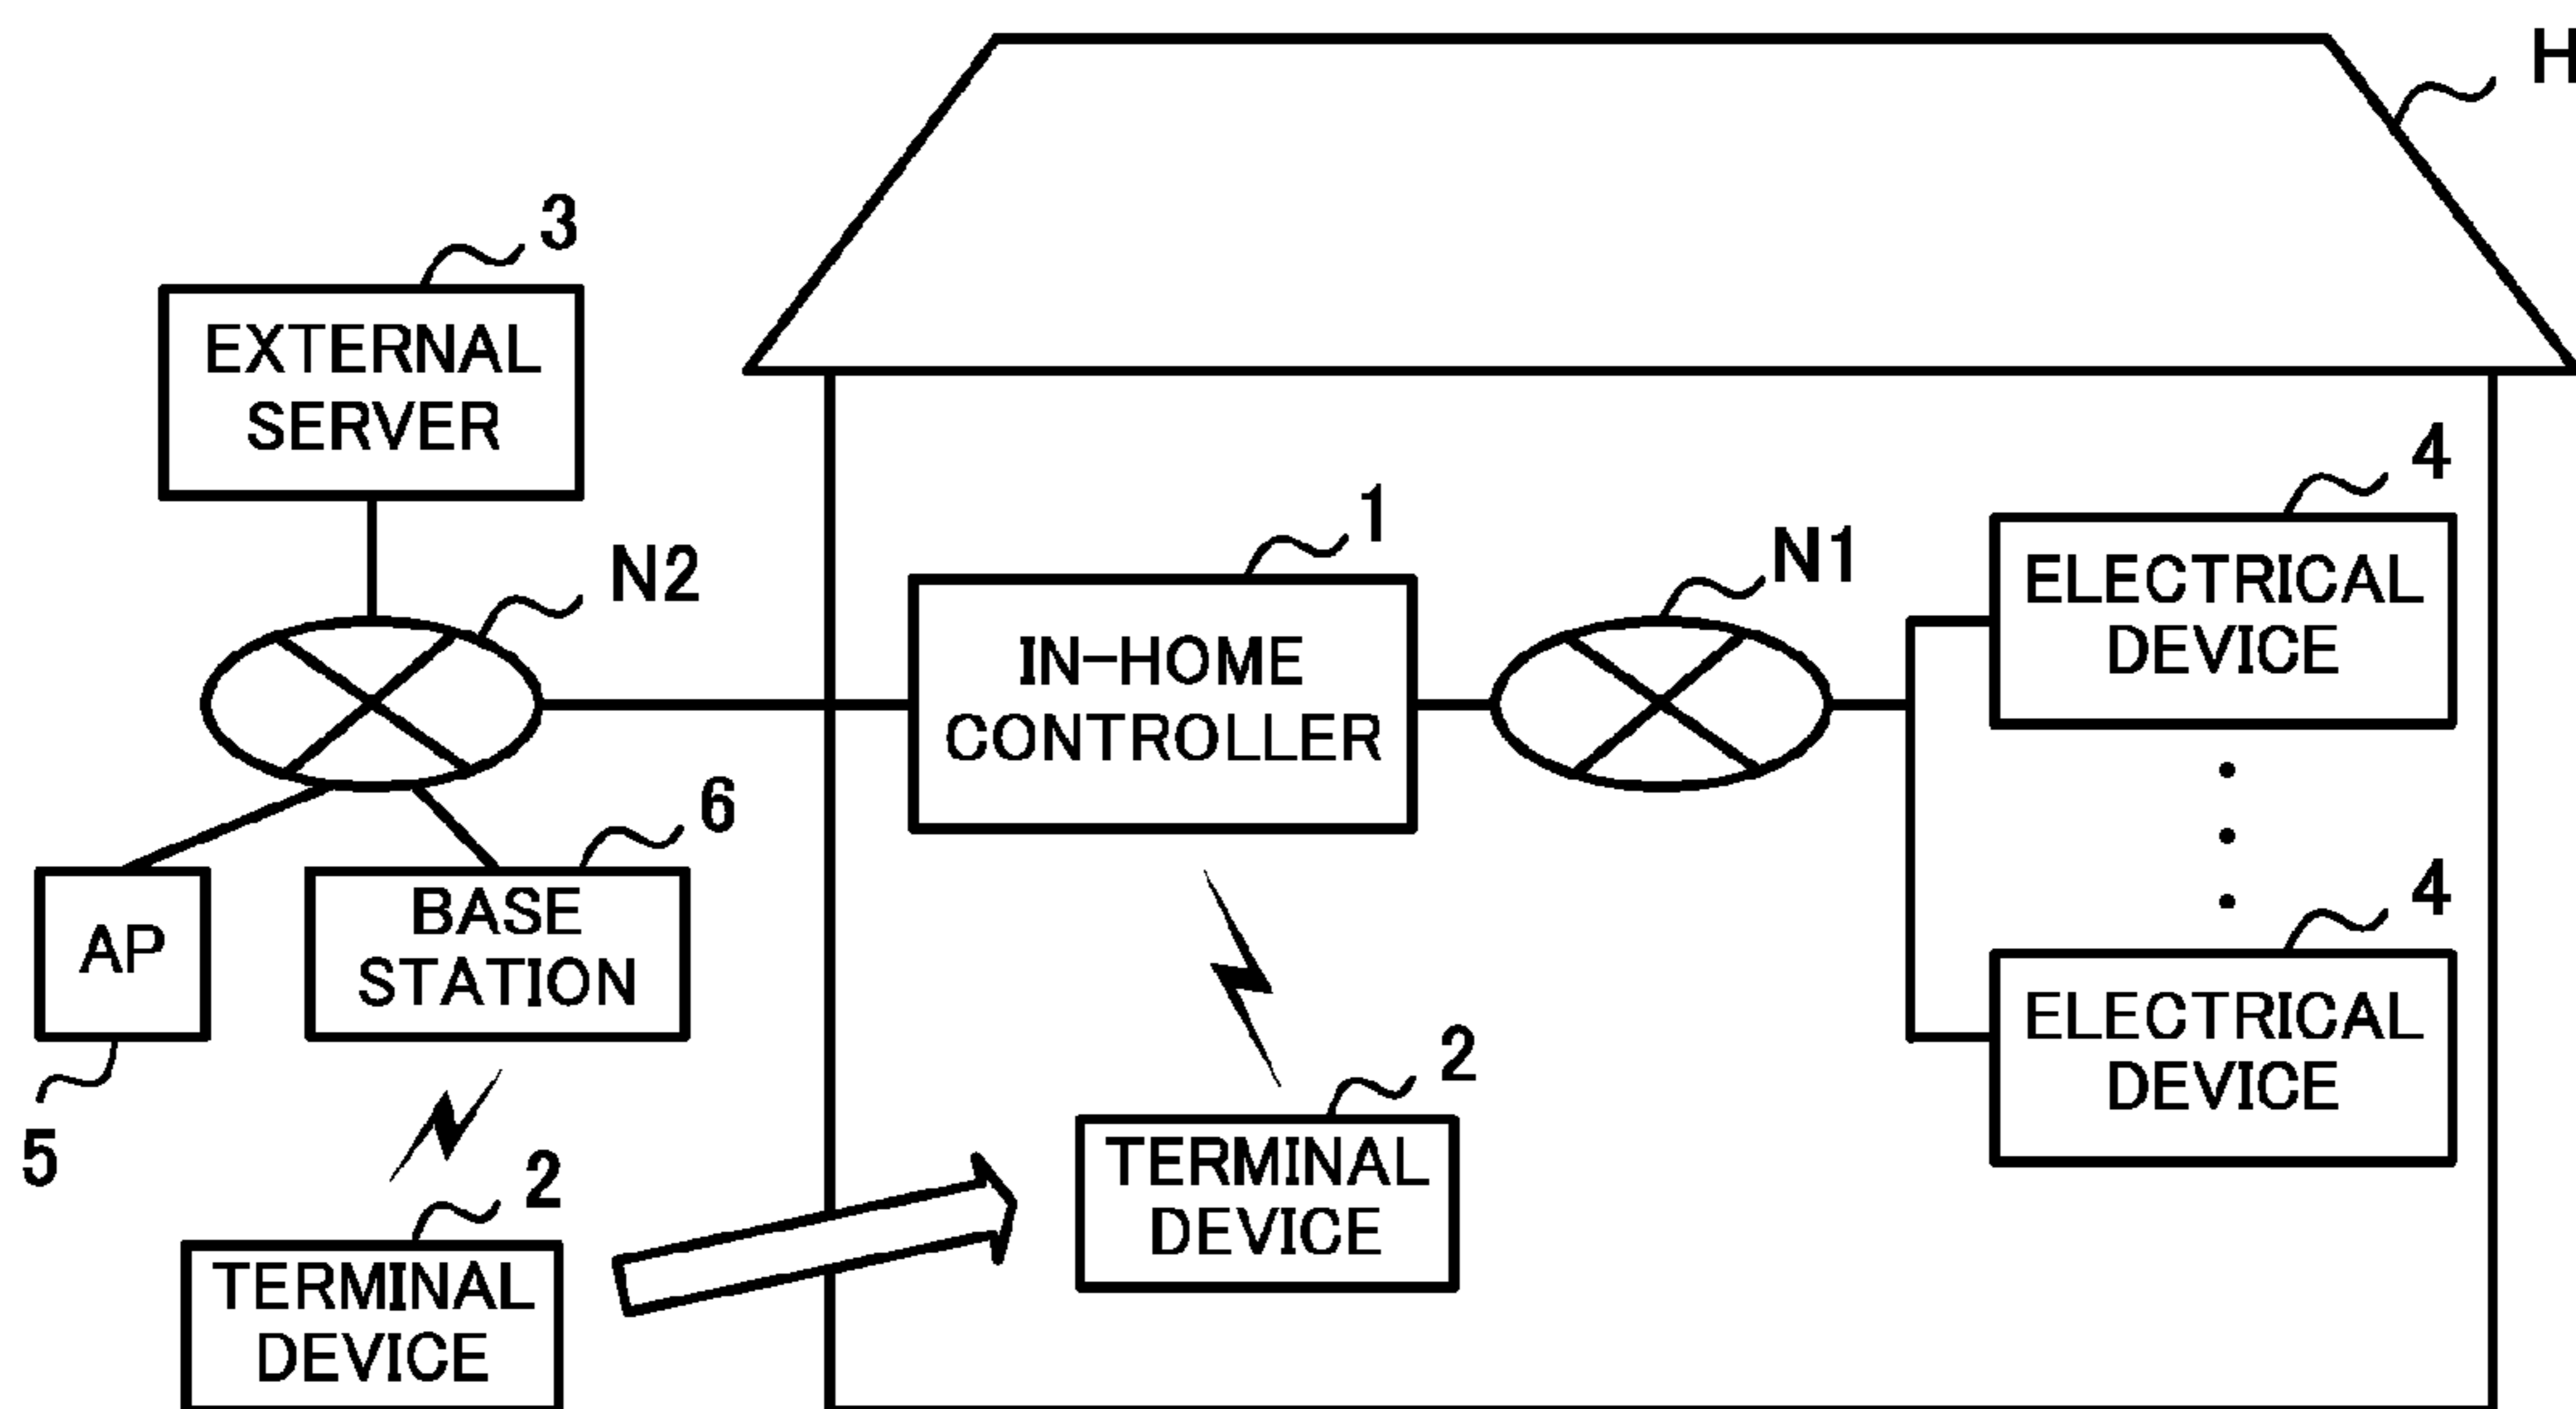 H
3
EXTERNAL
SERVER
N2
1
IN-HOME
CONTROLLER
N1
4
ELECTRICAL
DEVICE
4
ELECTRICAL
DEVICE
AP
5
6
BASE
STATION
2
TERMINAL
DEVICE
2
TERMINAL
DEVICE